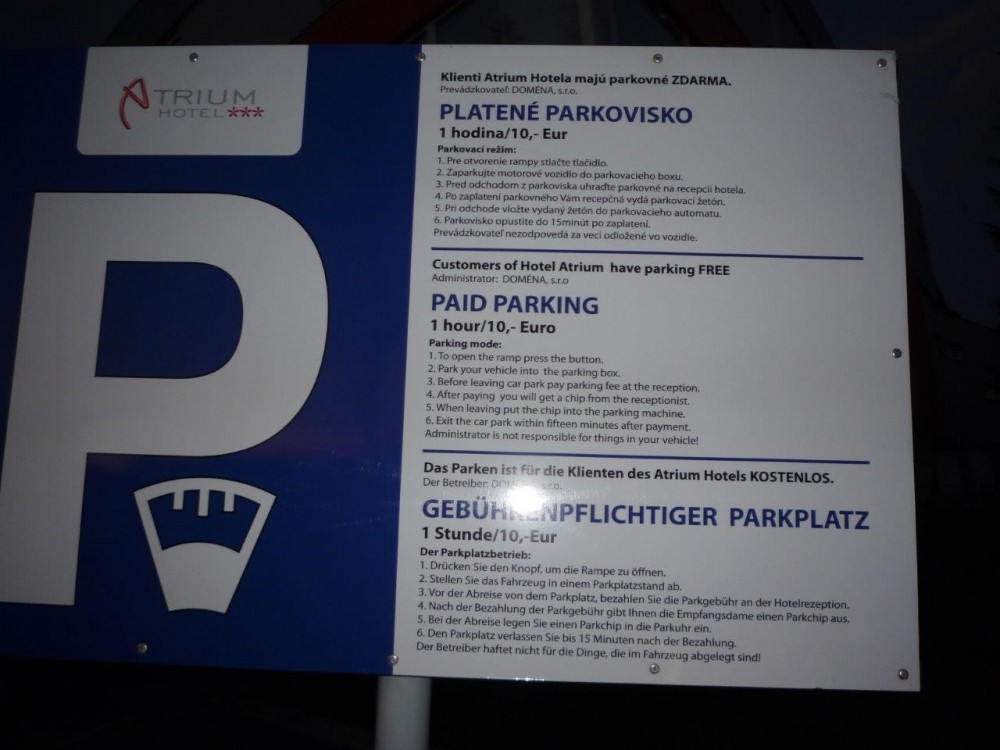 ATRIUM
HOTEL***
P
Klienti Atrium Hotela majú parkovné ZDARMA.
Prevádzkovateľ: DOMÉNA, s.r.o.
PLATENÉ PARKOVISKO
1 hodina/10,- Eur
Parkovací režim:
1. Pre otvorenie rampy stlačte tlačidlo.
2. Zaparkujte motorové vozidlo do parkovacieho boxu.
3. Pred odchodom z parkoviska uhraďte parkovné na recepcii hotela.
4. Po zaplatení parkovného Vám recepčná vydá parkovací žetón.
5. Pri odchode vložte vydaný žetón do parkovacieho automatu.
6. Parkovisko opustite do 15minút po zaplatení.
Prevádzkovateľ nezodpovedá za veci odložené vo vozidle.
Customers of Hotel Atrium have parking FREE
Administrator: DOMÉNA, s.r.o
PAID PARKING
1 hour/10,- Euro
Parking mode:
1. To open the ramp press the button.
2. Park your vehicle into the parking box.
3. Before leaving car park pay parking fee at the reception.
4. After paying you will get a chip from the receptionist.
5. When leaving put the chip into the parking machine.
6. Exit the car park within fifteen minutes after payment.
Administrator is not responsible for things in your vehicle!
Das Parken ist für die Klienten des Atrium Hotels KOSTENLOS.
Der Betreiber: DOMÉNA, s.r.o.
GEBÜHRENPFLICHTIGER PARKPLATZ
1 Stunde/10,-Eur
Der Parkplatzbetrieb:
1. Drücken Sie den Knopf, um die Rampe zu öffnen.
2. Stellen Sie das Fahrzeug in einem Parkplatzstand ab.
3. Vor der Abreise von dem Parkplatz, bezahlen Sie die Parkgebühr an der Hotelrezeption.
4. Nach der Bezahlung der Parkgebühr gibt Ihnen die Empfangsdame einen Parkchip aus.
5. Bei der Abreise legen Sie einen Parkchip in die Parkuhr ein.
6. Den Parkplatz verlassen Sie bis 15 Minuten nach der Bezahlung.
Der Betreiber haftet nicht für die Dinge, die im Fahrzeug abgelegt sind!